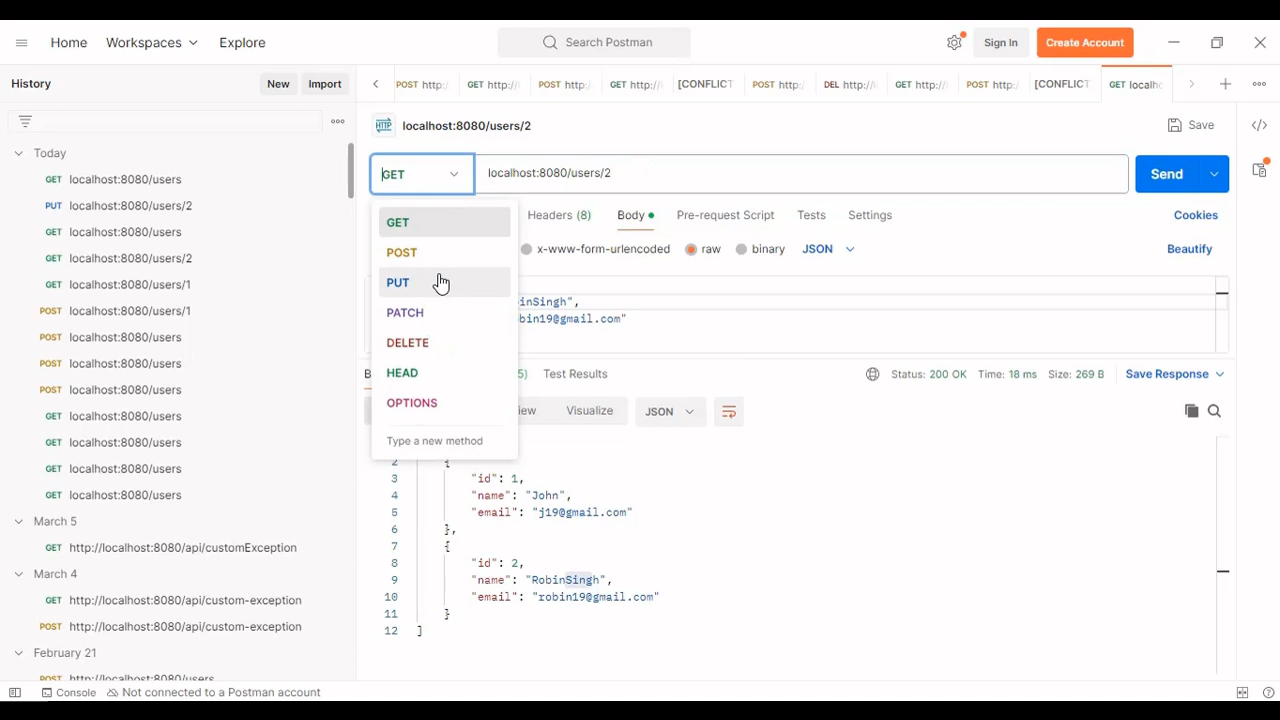 Home
Workspaces
Explore
Search Postman
Sign In
Create Account
History
New
Import
POST http:/
GET http://
POST http:/
GET http://
[CONFLICT
POST http:/
DEL http://
GET http://
POST http:/
[CONFLICT
GET localh
HTTP
localhost:8080/users/2
Save
Today
GET
localhost:8080/users/2
Send
GET localhost:8080/users
PUT localhost:8080/users/2
GET localhost:8080/users
GET localhost:8080/users/2
GET localhost:8080/users/1
POST localhost:8080/users/1
POST localhost:8080/users
POST localhost:8080/users
POST localhost:8080/users
GET localhost:8080/users
GET localhost:8080/users
GET localhost:8080/users
GET localhost:8080/users
March 5
GET http://localhost:8080/api/customException
March 4
GET http://localhost:8080/api/custom-exception
POST http://localhost:8080/api/custom-exception
February 21
POST http://localhost:8080/users
GET
POST
PUT
PATCH
DELETE
HEAD
OPTIONS
Type a new method
Headers (8)
Body
Pre-request Script
Tests
Settings
Cookies
x-www-form-urlencoded
raw
binary
JSON
Beautify
inSingh",
bin19@gmail.com"
B
5)
Test Results
Status: 200 OK
Time: 18 ms
Size: 269 B
Save Response
iew
Visualize
JSON
2 {
3 "id": 1,
4 "name": "John",
5 "email": "j19@gmail.com"
6 },
7 {
8 "id": 2,
9 "name": "RobinSingh",
10 "email": "robin19@gmail.com"
11 }
12 ]
Console
Not connected to a Postman account